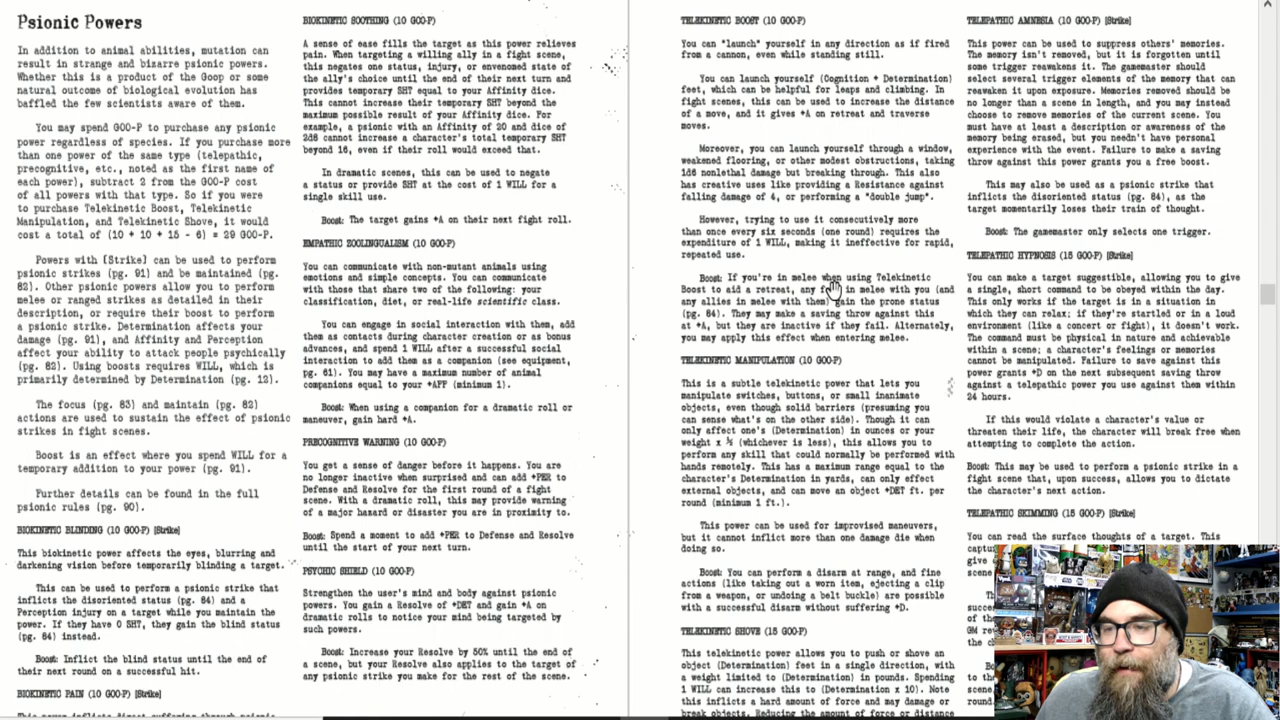 Psionic Powers
In addition to animal abilities, mutation can
result in strange and bizarre psionic powers.
Whether this is a product of the Goop or some
natural outcome of biological evolution has
baffled the few scientists aware of them.
You may spend GOO-P to purchase any psionic
power regardless of species. If you purchase more
than one power of the same type (telepathic,
precognitive, etc., noted as the first name of
each power), subtract 2 from the GOO-P cost
of all powers with that type. So if you were
to purchase Telekinetic Boost, Telekinetic
Manipulation, and Telekinetic Shove, it would
cost a total of (10 + 10 + 15 - 6) = 29 GOO-P.
Powers with [Strike] can be used to perform
psionic strikes (pg. 91) and be maintained (pg.
82). Other psionic powers allow you to perform
melee or ranged strikes as detailed in their
description, or require their boost to perform
a psionic strike. Determination affects your
damage (pg. 91), and Affinity and Perception
affect your ability to attack people psychically
(pg. 82). Using boosts requires WILL, which is
primarily determined by Determination (pg. 12).
The focus (pg. 83) and maintain (pg. 82)
actions are used to sustain the effect of psionic
strikes in fight scenes.
Boost is an effect where you spend WILL for a
temporary addition to your power (pg. 91).
Further details can be found in the full
psionic rules (pg. 90).
BIOKINETIC BLINDING (10 GOO-P) [Strike]
This biokinetic power affects the eyes, blurring and
darkening vision before temporarily blinding a target.
This can be used to perform a psionic strike that
inflicts the disoriented status (pg. 84) and a
Perception injury on a target while you maintain the
power. If they have 0 SHT, they gain the blind status
(pg. 84) instead.
Boost: Inflict the blind status until the end of
their next round on a successful hit.
BIOKINETIC PAIN (10 GOO-P) [Strike]
This power inflicts direct suffering through psionic
BIOKINETIC SOOTHING (10 GOO-P)
A sense of ease fills the target as this power relieves
pain. When targeting a willing ally in a fight scene,
this negates one status, injury, or envenomed state of
the ally's choice until the end of their next turn and
provides temporary SHT equal to your Affinity dice.
This cannot increase their temporary SHT beyond the
maximum possible result of your Affinity dice. For
example, a psionic with an Affinity of 20 and dice of
2d8 cannot increase a character's total temporary SHT
beyond 16, even if their roll would exceed that.
In dramatic scenes, this can be used to negate
a status or provide SHT at the cost of 1 WILL for a
single skill use.
Boost: The target gains +A on their next fight roll.
EMPATHIC ZOOLINGUALISM (10 GOO-P)
You can communicate with non-mutant animals using
emotions and simple concepts. You can communicate
with those that share two of the following: your
classification, diet, or real-life scientific class.
You can engage in social interaction with them, add
them as contacts during character creation or as bonus
advances, and spend 1 WILL after a successful social
interaction to add them as a companion (see equipment,
pg. 61). You may have a maximum number of animal
companions equal to your +AFF (minimum 1).
Boost: When using a companion for a dramatic roll or
maneuver, gain hard +A.
PRECOGNITIVE WARNING (10 GOO-P)
You get a sense of danger before it happens. You are
no longer inactive when surprised and can add +PER to
Defense and Resolve for the first round of a fight
scene. With a dramatic roll, this may provide warning
of a major hazard or disaster you are in proximity to.
Boost: Spend a moment to add +PER to Defense and Resolve
until the start of your next turn.
PSYCHIC SHIELD (10 GOO-P)
Strengthen the user's mind and body against psionic
powers. You gain a Resolve of +DET and gain +A on
dramatic rolls to notice your mind being targeted by
such powers.
Boost: Increase your Resolve by 50% until the end of
a scene, but your Resolve also applies to the target of
any psionic strike you make for the rest of the scene.
TELEKINETIC BOOST (10 GOO-P)
You can "launch" yourself in any direction as if fired
from a cannon, even while standing still.
You can launch yourself (Cognition + Determination)
feet, which can be helpful for leaps and climbing. In
fight scenes, this can be used to increase the distance
of a move, and it gives +A on retreat and traverse
moves.
Moreover, you can launch yourself through a window,
weakened flooring, or other modest obstructions, taking
1d6 nonlethal damage but breaking through. This also
has creative uses like providing a Resistance against
falling damage of 4, or performing a "double jump".
However, trying to use it consecutively more
than once every six seconds (one round) requires the
expenditure of 1 WILL, making it ineffective for rapid,
repeated use.
Boost: If you're in melee when using Telekinetic
Boost to aid a retreat, any in melee with you (and
any allies in melee with them) gain the prone status
(pg. 84). They may make a saving throw against this
at +A, but they are inactive if they fail. Alternately,
you may apply this effect when entering melee.
TELEKINETIC MANIPULATION (10 GOO-P)
This is a subtle telekinetic power that lets you
manipulate switches, buttons, or small inanimate
objects, even though solid barriers (presuming you
can sense what's on the other side). Though it can
only affect one's (Determination) in ounces or your
weight x ⅓ (whichever is less), this allows you to
perform any skill that could normally be performed with
hands remotely. This has a maximum range equal to the
character's Determination in yards, can only effect
external objects, and can move an object +DET ft. per
round (minimum 1 ft.).
This power can be used for improvised maneuvers,
but it cannot inflict more than one damage die when
doing so.
Boost: You can perform a disarm at range, and fine
actions (like taking out a worn item, ejecting a clip
from a weapon, or undoing a belt buckle) are possible
with a successful disarm without suffering +D.
TELEKINETIC SHOVE (15 GOO-P)
This telekinetic power allows you to push or shove an
object (Determination) feet in a single direction, with
a weight limited to (Determination) in pounds. Spending
1 WILL can increase this to (Determination x 10). Note
this inflicts a hard amount of force and may damage or
break objects. Reducing the amount of force or distance
TELEPATHIC AMNESIA (10 GOO-P) [Strike]
This power can be used to suppress others' memories.
The memory isn't removed, but it is forgotten until
some trigger reawakens it. The gamemaster should
select several trigger elements of the memory that can
reawaken it upon exposure. Memories removed should be
no longer than a scene in length, and you may instead
choose to remove memories of the current scene. You
must have at least a description or awareness of the
memory being erased, but you needn't have personal
experience with the event. Failure to make a saving
throw against this power grants you a free boost.
This may also be used as a psionic strike that
inflicts the disoriented status (pg. 84), as the
target momentarily loses their train of thought.
Boost: The gamemaster only selects one trigger.
TELEPATHIC HYPNOSIS (15 GOO-P)
You can make a target suggestible, allowing you to give
a single, short command to be obeyed within the day.
This only works if the target is in a situation in
which they can relax; if they're startled or in a loud
environment (like a concert or fight), it doesn't work.
The command must be physical in nature and achievable
within a scene; a character's feelings or memories
cannot be manipulated. Failure to save against this
power grants +D on the next subsequent saving throw
against a telepathic power you use against them within
24 hours.
If this would violate a character's value or
threaten their life, the character will break free when
attempting to complete the action.
Boost: This may be used to perform a psionic strike in a
fight scene that, upon success, allows you to dictate
the character's next action.
TELEPATHIC SKIMMING (15 GOO-P) [Strike]
You can read the surface thoughts of a target. This